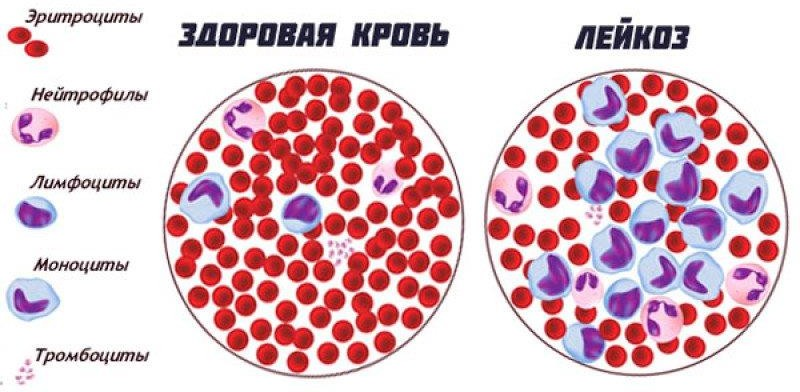 Эритроциты
ЗДОРОВАЯ КРОВЬ
ЛЕЙКОЗ
Нейтрофилы
Лимфоциты
Моноциты
Тромбоциты